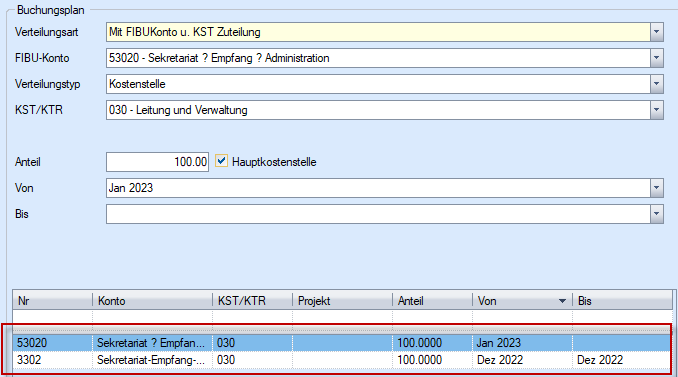 Buchungsplan
Verteilungsart Mit FIBUKonto u. KST Zuteilung
FIBU-Konto 53020 - Sekretariat ? Empfang ? Administration
Verteilungstyp Kostenstelle
KST/KTR 030 - Leitung und Verwaltung
Anteil 100.00 Hauptkostenstelle
Von Jan 2023
Bis
Nr Konto KST/KTR Projekt Anteil Von Bis
53020 Sekretariat ? Empfan... 030 100.0000 Jan 2023
3302 Sekretariat-Empfang-... 030 100.0000 Dez 2022 Dez 2022